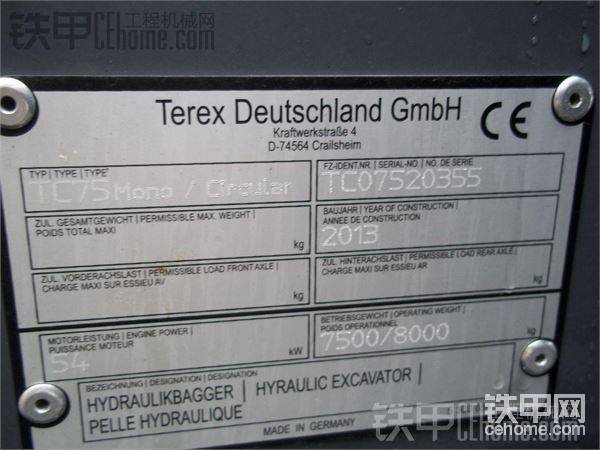 铁甲 工程机械网
Cehome.com
Terex Deutschland GmbH
Kraftwerkstraße 4
D-74564 Crailsheim
CE
TYP | TYPE | TYPE
TC75 Mono / Circular
FZ-IDENT.NR. | SERIAL-NO. | NO. DE SERIE
TC07520355
ZUL. GESAMTGEWICHT | PERMISSIBLE MAX. WEIGHT |
POIDS TOTAL MAXI
kg
BAUJAHR | YEAR OF CONSTRUCTION |
ANNEE DE CONSTRUCTION
2013
ZUL. VORDERACHSLAST | PERMISSIBLE LOAD FRONT AXLE |
CHARGE MAXI SUR ESSIEU AV
kg
ZUL. HINTERACHSLAST | PERMISSIBLE LOAD REAR AXLE |
CHARGE MAXI SUR ESSIEU AR
kg
MOTORLEISTUNG | ENGINE POWER |
PUISSANCE MOTEUR
54
kW
BETRIEBSGEWICHT | OPERATING WEIGHT |
POIDS OPERATIONNEL
7500/8000
kg
BEZEICHNUNG | DESIGNATION | DESIGNATION
HYDRAULIKBAGGER | HYRAULIC EXCAVATOR |
PELLE HYDRAULIQUE
MADE IN GERMANY
铁甲网
www.cehome.com